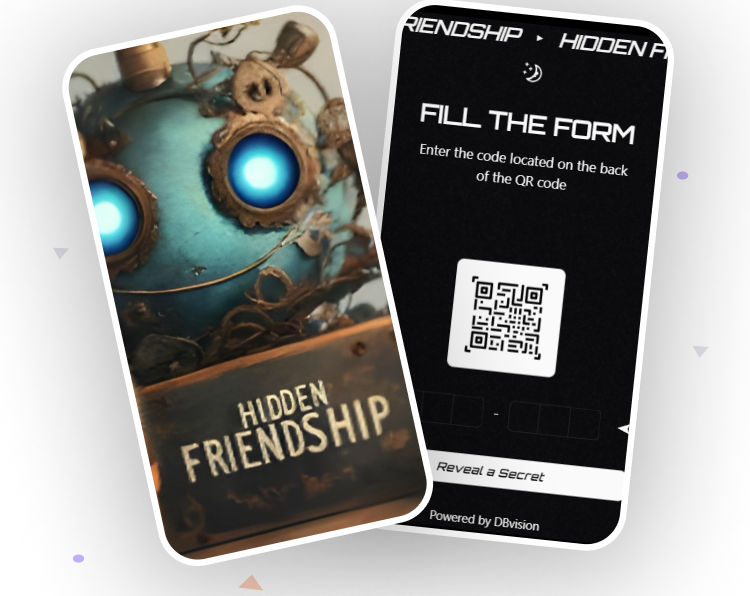 HIDDEN
FRIENDSHIP
RIENDSHIP ‣ HIDDEN F
FILL THE FORM
Enter the code located on the back
of the QR code
-
Reveal a Secret
Powered by DBvision